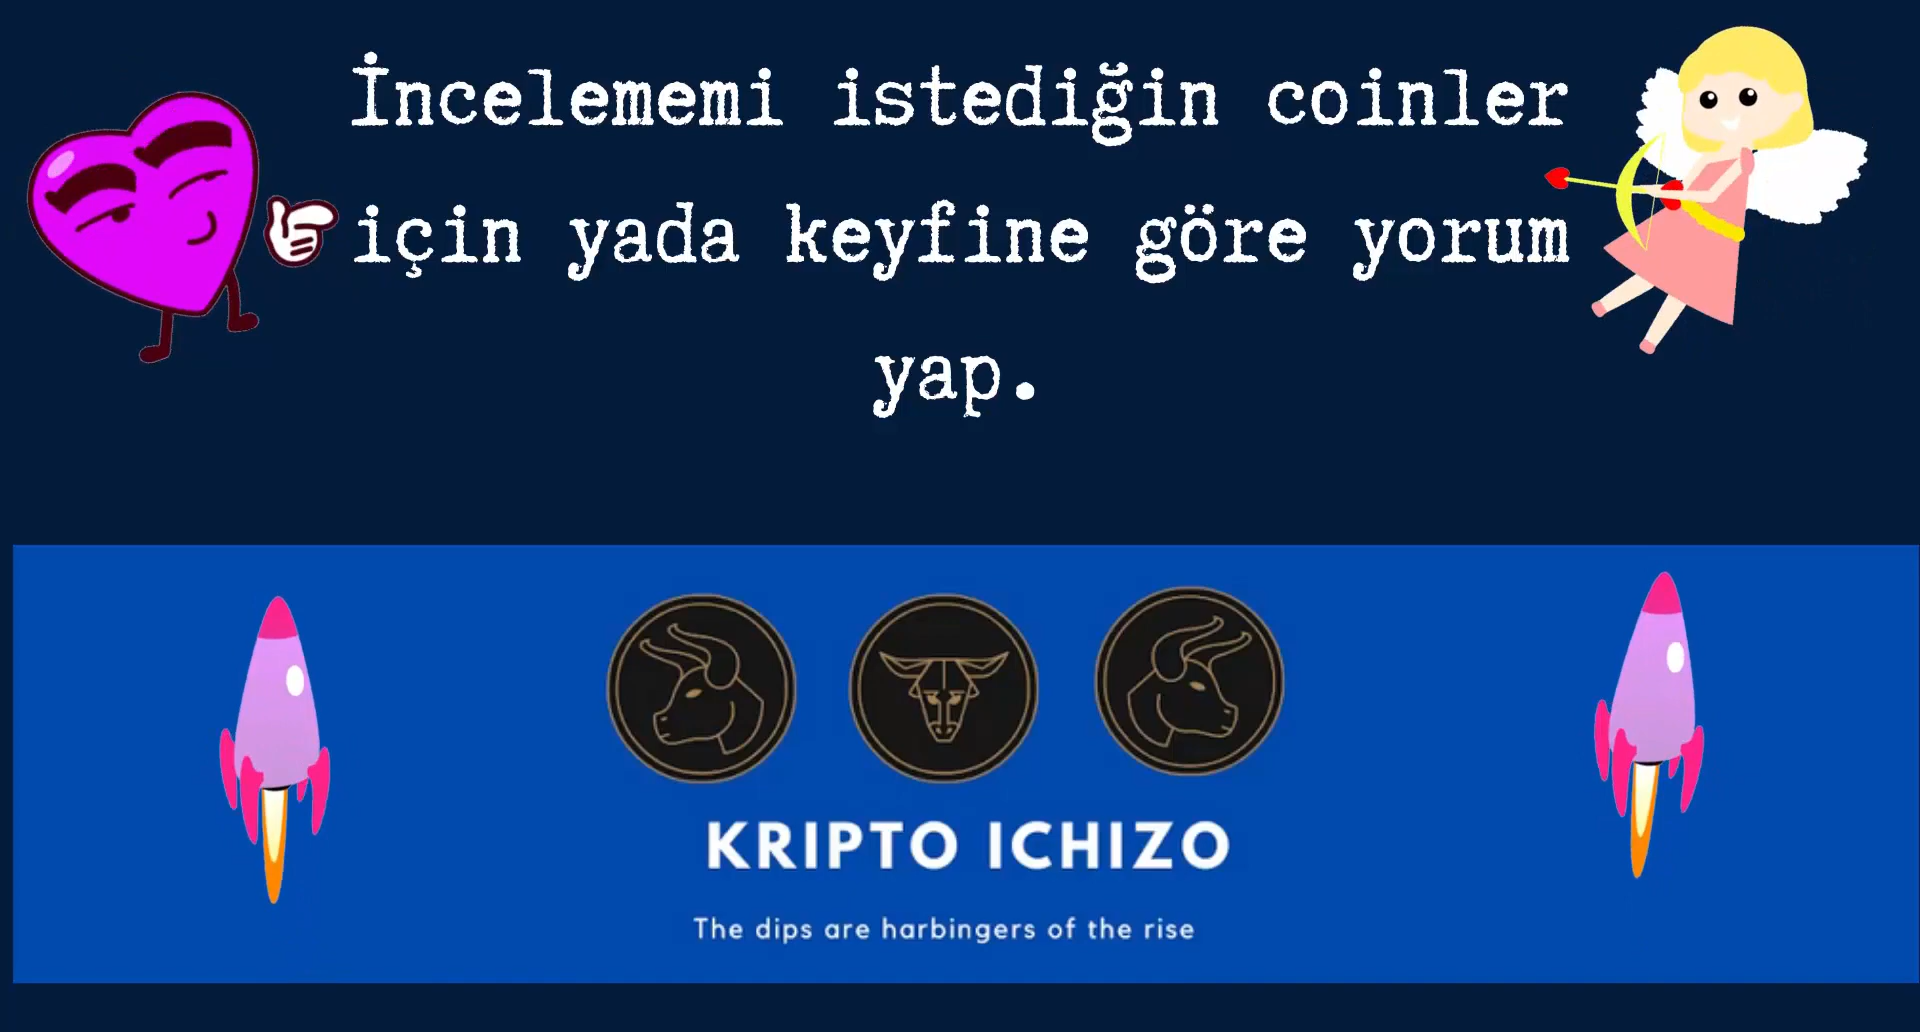 İncelememi istediğin coinler
için yada keyfine göre yorum
yap.
KRIPTO ICHIZO
The dips are harbingers of the rise